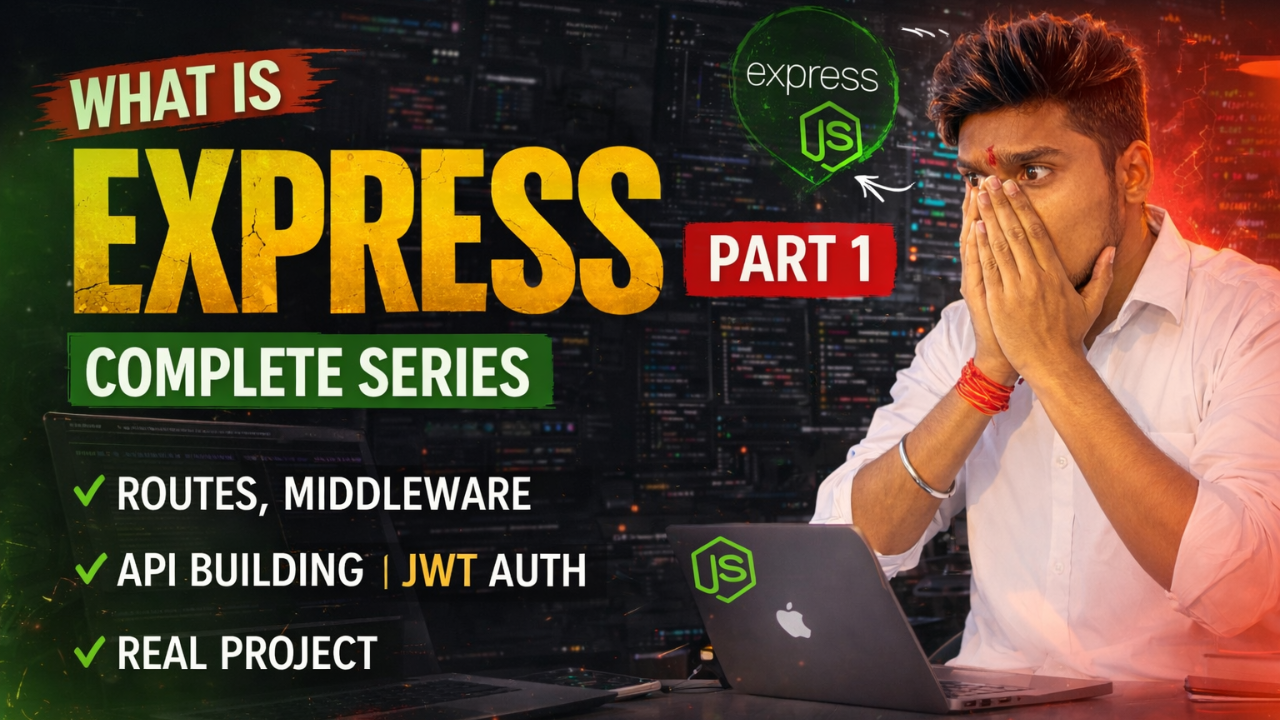 WHAT IS
EXPRESS
COMPLETE SERIES
PART 1
express
JS
✓ ROUTES, MIDDLEWARE
✓ API BUILDING | JWT AUTH
✓ REAL PROJECT
JS